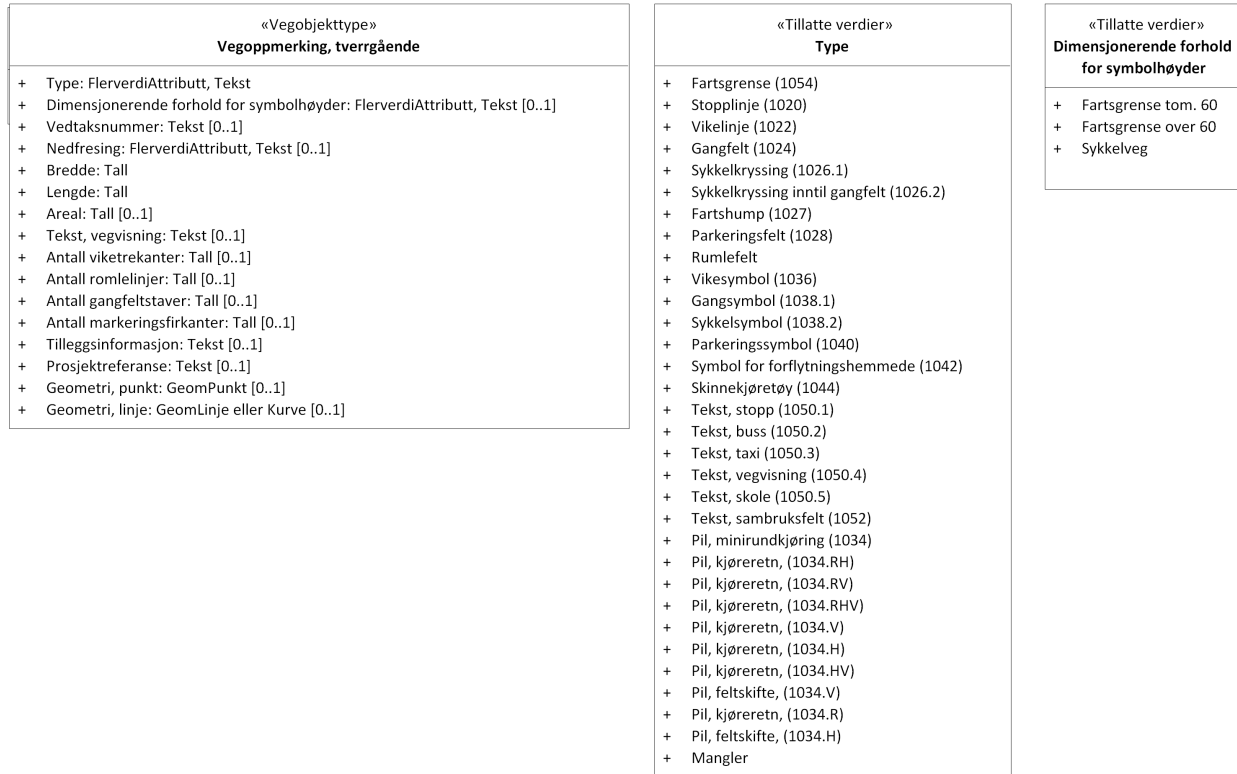 «Vegobjekttype»
Vegoppmerking, tverrgående
+ Type: FlerverdiAttributt, Tekst
+ Dimensjonerende forhold for symbolhøyder: FlerverdiAttributt, Tekst [0..1]
+ Vedtaksnummer: Tekst [0..1]
+ Nedfresing: FlerverdiAttributt, Tekst [0..1]
+ Bredde: Tall
+ Lengde: Tall
+ Areal: Tall [0..1]
+ Tekst, vegvisning: Tekst [0..1]
+ Antall viketrekanter: Tall [0..1]
+ Antall romlelinjer: Tall [0..1]
+ Antall gangfeltstaver: Tall [0..1]
+ Antall markeringsfirkanter: Tall [0..1]
+ Tilleggsinformasjon: Tekst [0..1]
+ Prosjektreferanse: Tekst [0..1]
+ Geometri, punkt: GeomPunkt [0..1]
+ Geometri, linje: GeomLinje eller Kurve [0..1]
«Tillatte verdier»
Type
+ Fartsgrense (1054)
+ Stopplinje (1020)
+ Vikelinje (1022)
+ Gangfelt (1024)
+ Sykkelkryssing (1026.1)
+ Sykkelkryssing inntil gangfelt (1026.2)
+ Fartshump (1027)
+ Parkeringsfelt (1028)
+ Rumlefelt
+ Vikesymbol (1036)
+ Gangsymbol (1038.1)
+ Sykkelsymbol (1038.2)
+ Parkeringssymbol (1040)
+ Symbol for forflytningshemmede (1042)
+ Skinnekjøretøy (1044)
+ Tekst, stopp (1050.1)
+ Tekst, buss (1050.2)
+ Tekst, taxi (1050.3)
+ Tekst, vegvisning (1050.4)
+ Tekst, skole (1050.5)
+ Tekst, sambruksfelt (1052)
+ Pil, minirundkjøring (1034)
+ Pil, kjøreretn, (1034.RH)
+ Pil, kjøreretn, (1034.RV)
+ Pil, kjøreretn, (1034.RHV)
+ Pil, kjøreretn, (1034.V)
+ Pil, kjøreretn, (1034.H)
+ Pil, kjøreretn, (1034.HV)
+ Pil, feltskifte, (1034.V)
+ Pil, kjøreretn, (1034.R)
+ Pil, feltskifte, (1034.H)
+ Mangler
«Tillatte verdier»
Dimensjonerende forhold
for symbolhøyder
+ Fartsgrense tom. 60
+ Fartsgrense over 60
+ Sykkelveg